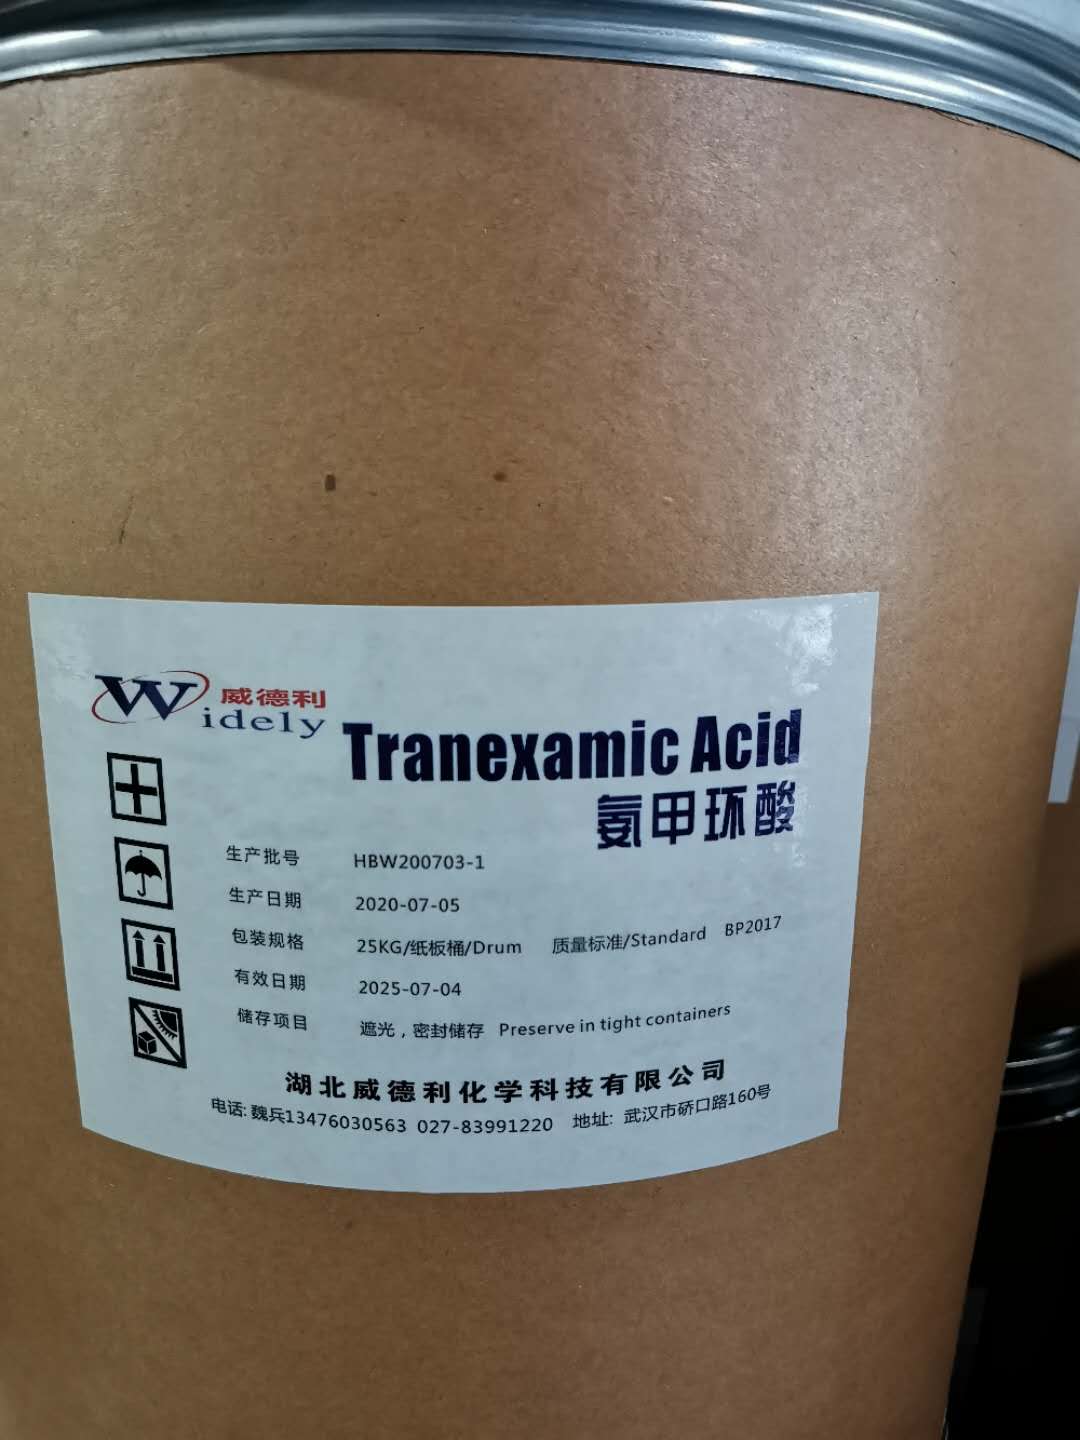 威德利
Widely
Tranexamic Acid
氨甲环酸
生产批号 HBW200703-1
生产日期 2020-07-05
包装规格 25KG/纸板桶/Drum 质量标准/Standard BP2017
有效日期 2025-07-04
储存项目 遮光，密封储存 Preserve in tight containers
湖北威德利化学科技有限公司
电话: 魏兵13476030563 027-83991220 地址: 武汉市硚口路160号